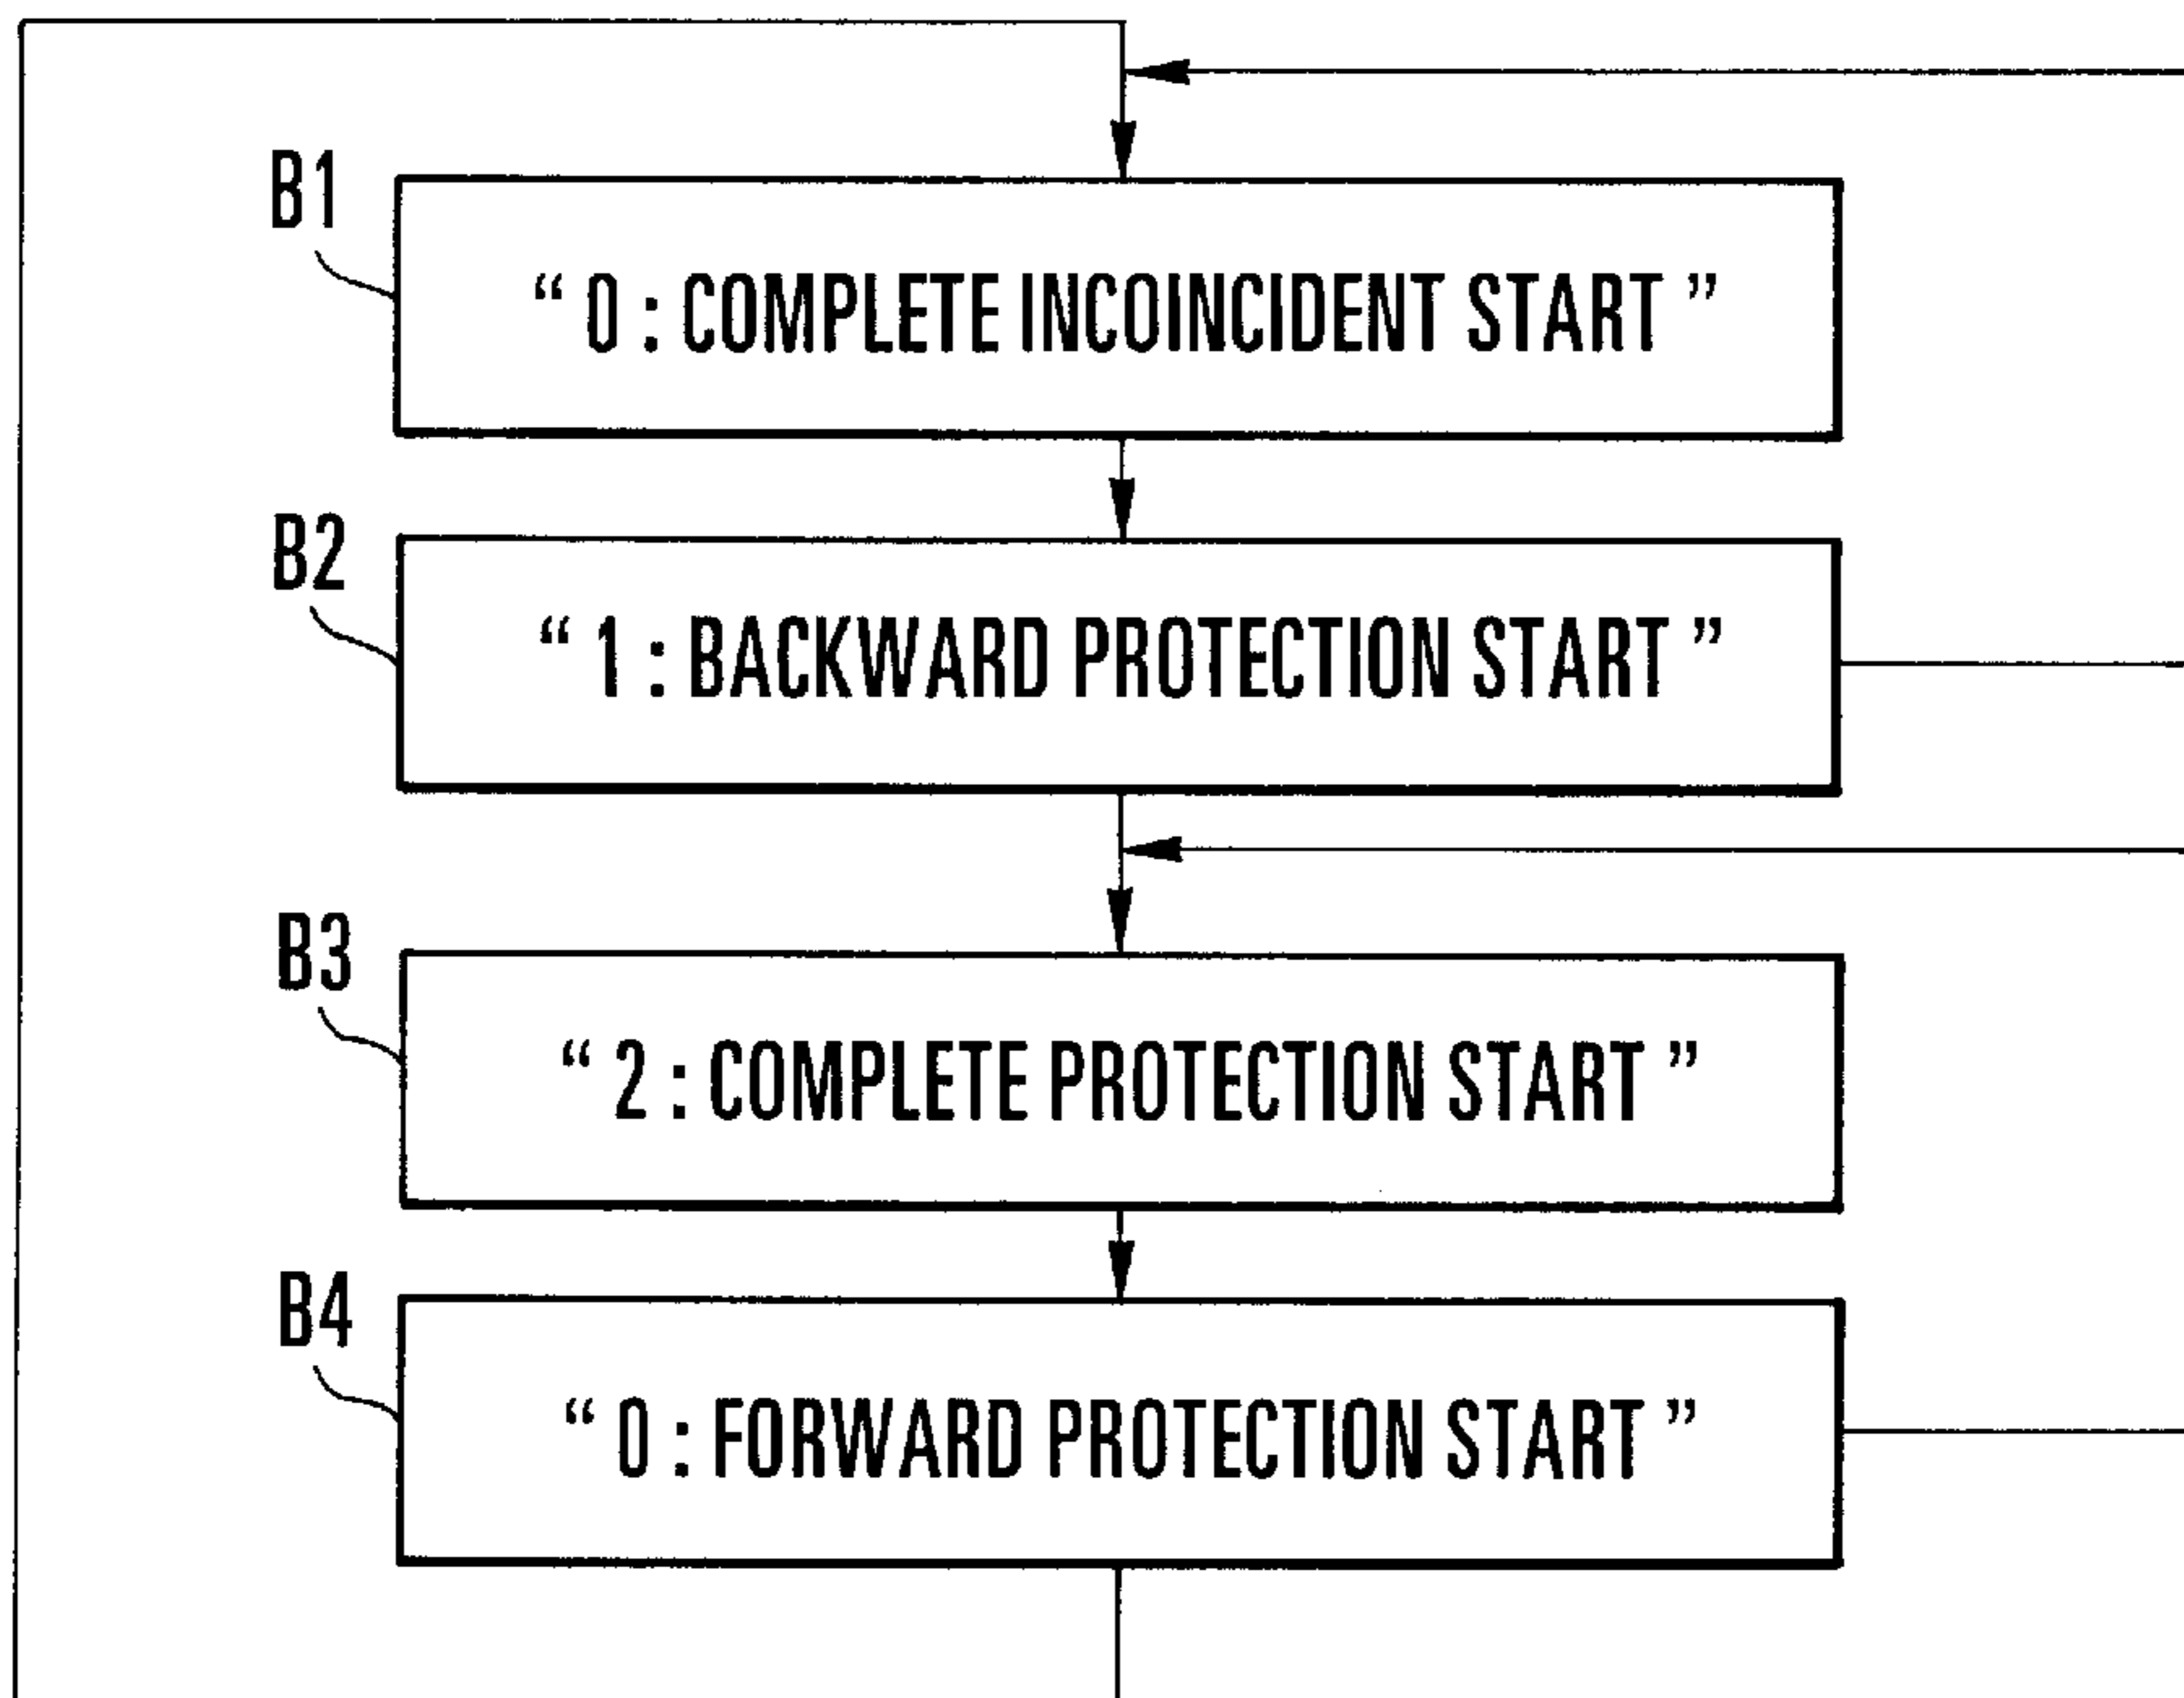 B1
“ 0 : COMPLETE INCOINCIDENT START ”
B2
“ 1 : BACKWARD PROTECTION START ”
B3
“ 2 : COMPLETE PROTECTION START ”
B4
“ 0 : FORWARD PROTECTION START ”